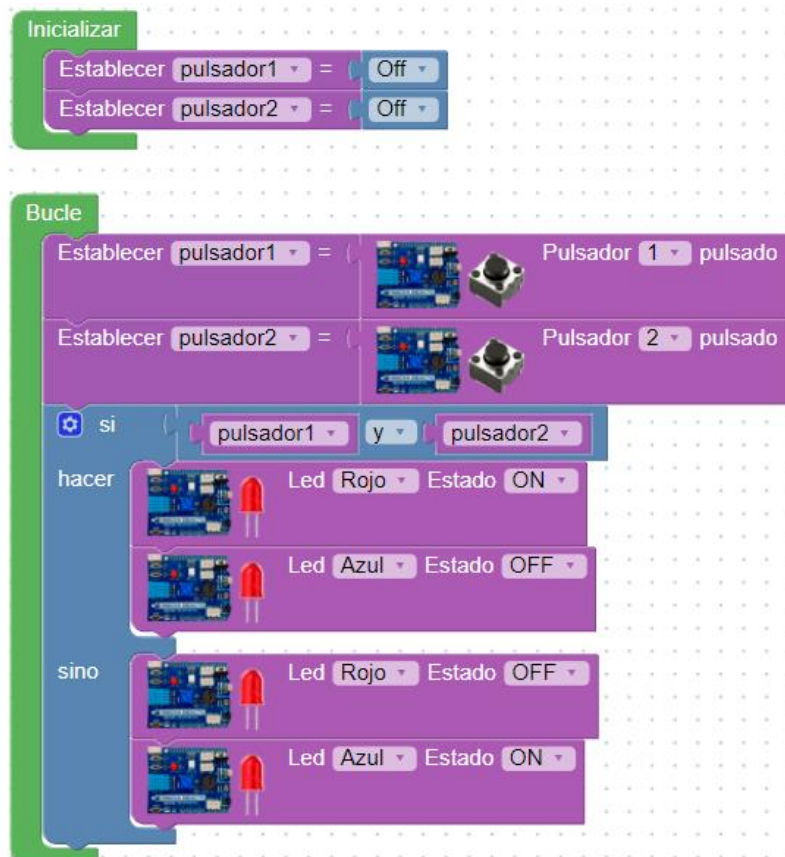 Inicializar
Establecer pulsador1 = Off
Establecer pulsador2 = Off
Bucle
Establecer pulsador1 = Pulsador 1 pulsado
Establecer pulsador2 = Pulsador 2 pulsado
si pulsador1 y pulsador2
hacer Led Rojo Estado ON
Led Azul Estado OFF
sino Led Rojo Estado OFF
Led Azul Estado ON